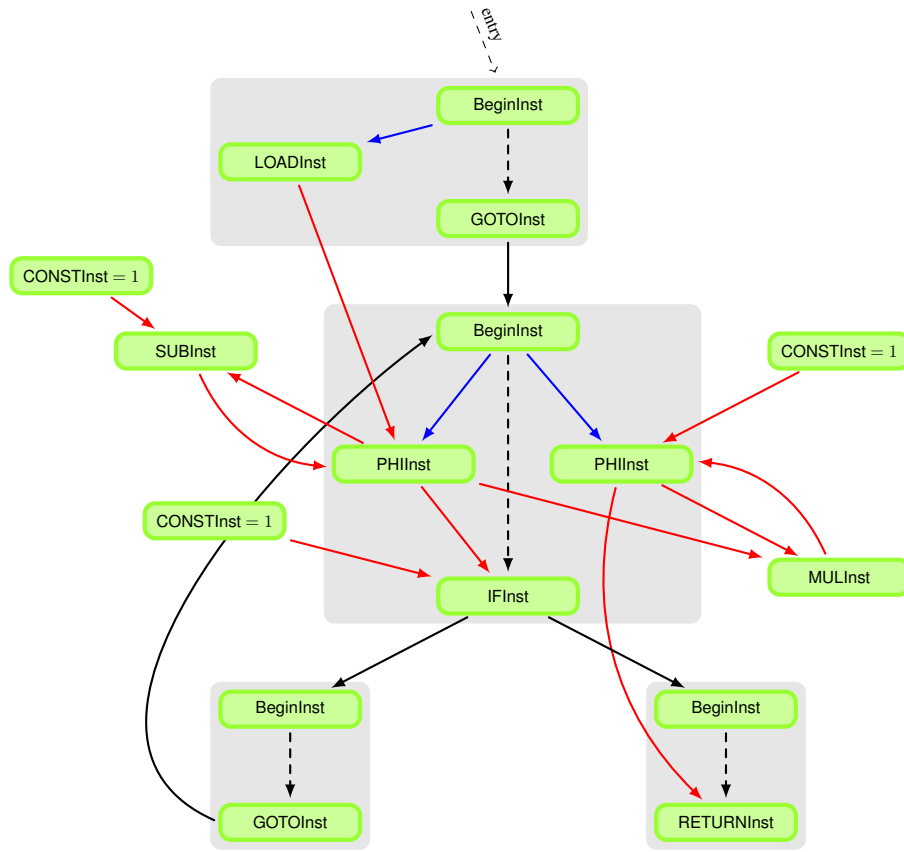 entry
BeginInst
LOADInst
GOTOInst
CONSTInst = 1
BeginInst
SUBInst
CONSTInst = 1
PHIInst
PHIInst
CONSTInst = 1
MULInst
IFInst
BeginInst
BeginInst
GOTOInst
RETURNInst